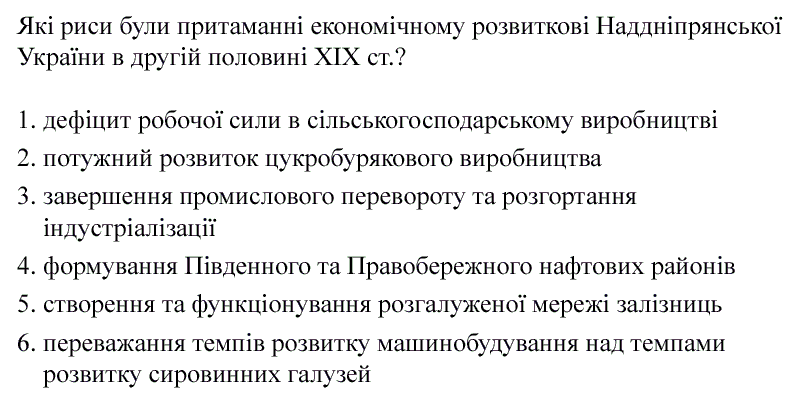 Які риси були притаманні економічному розвиткові Наддніпрянської
України в другій половині XIX ст.?
1. дефіцит робочої сили в сільськогосподарському виробництві
2. потужний розвиток цукробурякового виробництва
3. завершення промислового перевороту та розгортання
індустріалізації
4. формування Південного та Правобережного нафтових районів
5. створення та функціонування розгалуженої мережі залізниць
6. переважання темпів розвитку машинобудування над темпами
розвитку сировинних галузей